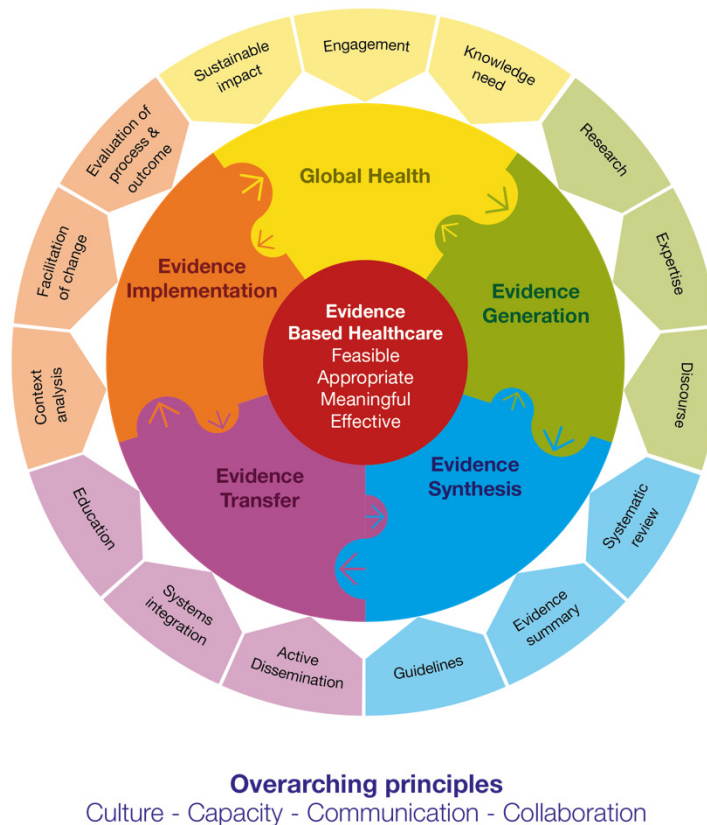 Engagement
Knowledge
need
Research
Expertise
Discourse
Systematic
review
Evidence
summary
Guidelines
Active
Dissemination
Systems
integration
Education
Context
analysis
Facilitation
of change
Evaluation of
process &
outcome
Sustainable
impact
Global Health
Evidence
Generation
Evidence
Synthesis
Evidence
Transfer
Evidence
Implementation
Evidence
Based Healthcare
Feasible
Appropriate
Meaningful
Effective
Overarching principles
Culture - Capacity - Communication - Collaboration